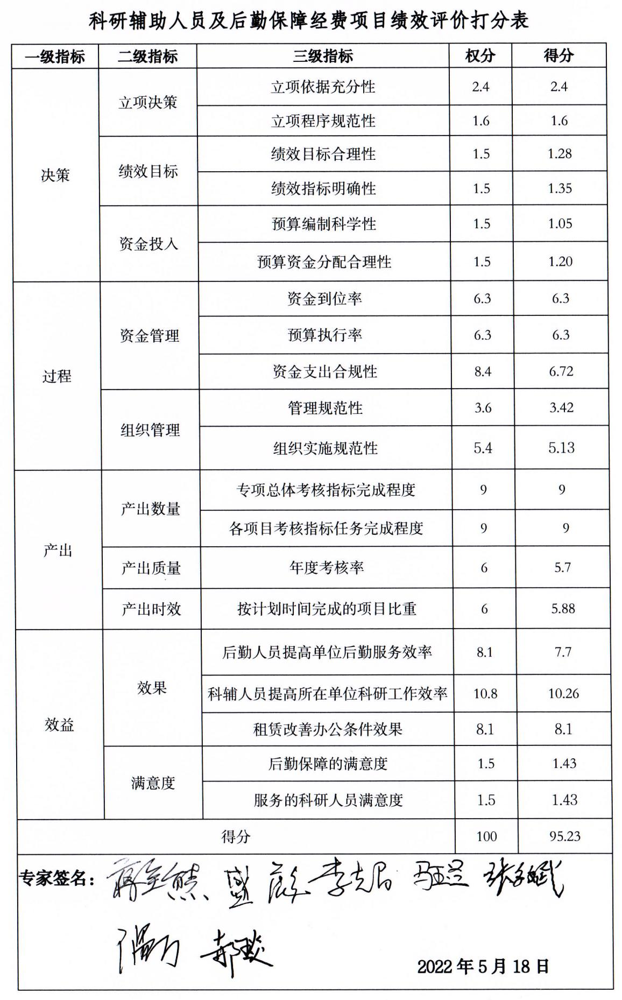 科研辅助人员及后勤保障经费项目绩效评价打分表
一级指标 二级指标 三级指标 权分 得分
决策 立项决策 立项依据充分性 2.4 2.4
立项程序规范性 1.6 1.6
绩效目标 绩效目标合理性 1.5 1.28
绩效指标明确性 1.5 1.35
资金投入 预算编制科学性 1.5 1.05
预算资金分配合理性 1.5 1.20
过程 资金管理 资金到位率 6.3 6.3
预算执行率 6.3 6.3
资金支出合规性 8.4 6.72
组织管理 管理规范性 3.6 3.42
组织实施规范性 5.4 5.13
产出 产出数量 专项总体考核指标完成程度 9 9
各项目考核指标任务完成程度 9 9
产出质量 年度考核率 6 5.7
产出时效 按计划时间完成的项目比重 6 5.88
效益 效果 后勤人员提高单位后勤服务效率 8.1 7.7
科辅人员提高所在单位科研工作效率 10.8 10.26
租赁改善办公条件效果 8.1 8.1
满意度 后勤保障的满意度 1.5 1.43
服务的科研人员满意度 1.5 1.43
得分 100 95.23
专家签名：
2022年5月18日